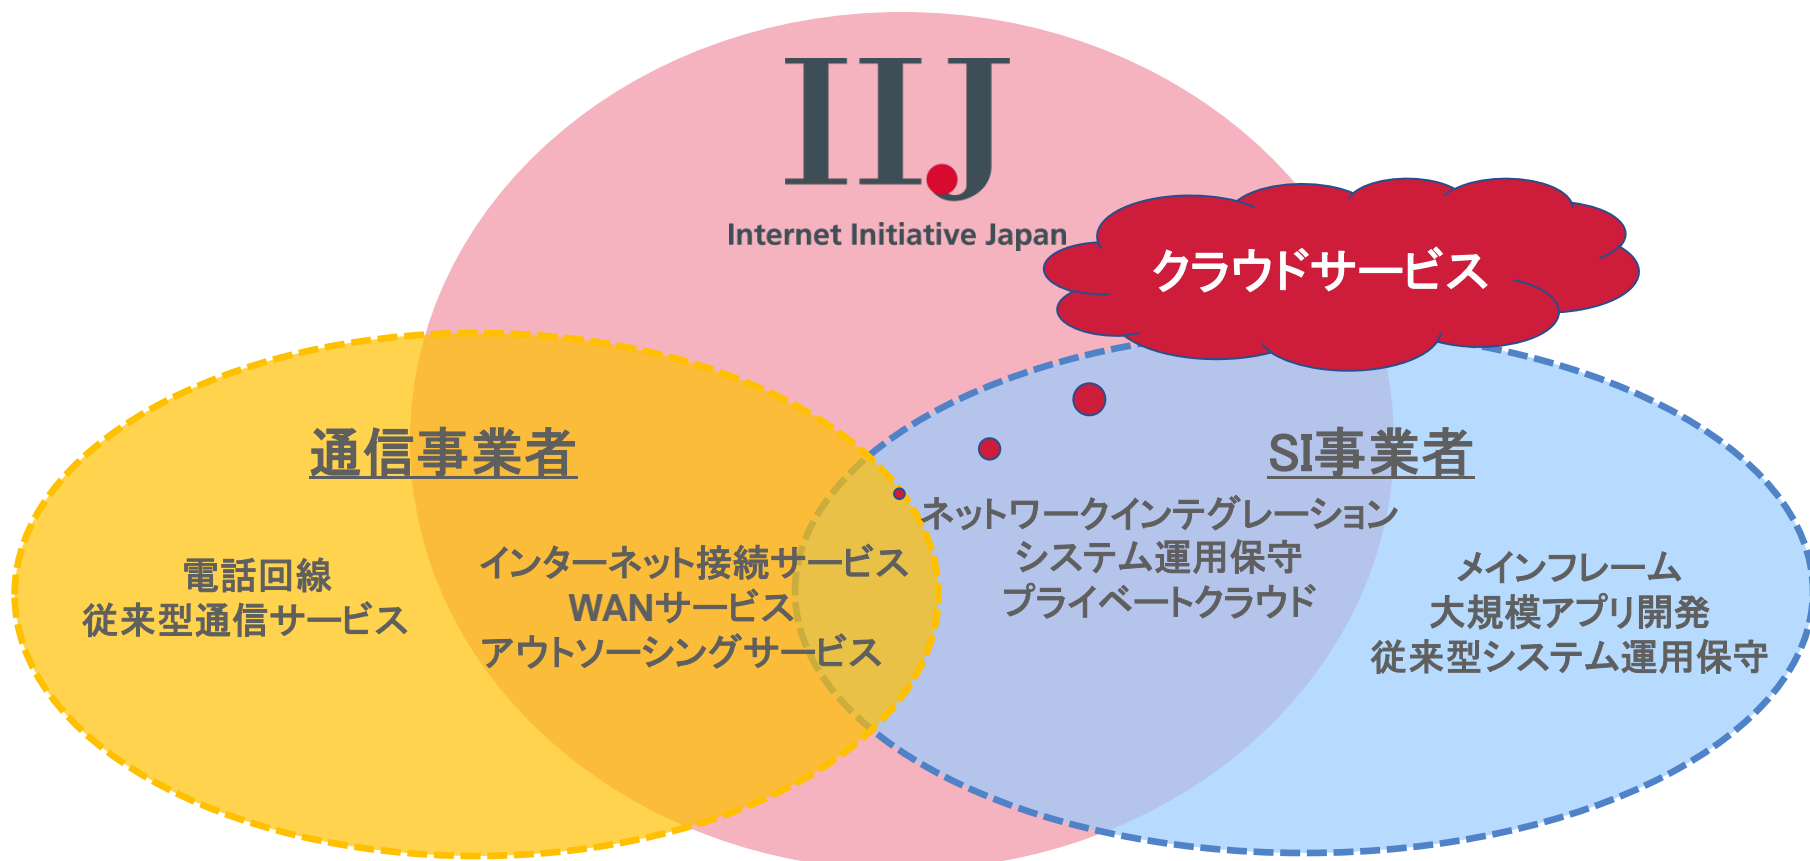 IIJ
Internet Initiative Japan
クラウドサービス
通信事業者
電話回線
従来型通信サービス
インターネット接続サービス
WANサービス
アウトソーシングサービス
SI事業者
ネットワークインテグレーション
システム運用保守
プライベートクラウド
メインフレーム
大規模アプリ開発
従来型システム運用保守